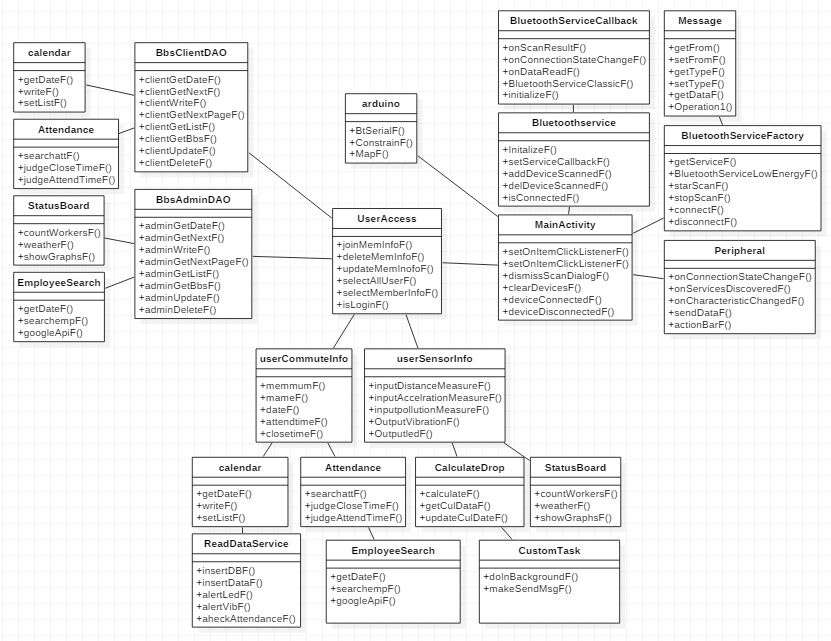 calendar
+getDateF()
+writeF()
+setListF()
Attendance
+searchattF()
+judgeCloseTimeF()
+judgeAttendTimeF()
StatusBoard
+countWorkersF()
+weatherF()
+showGraphsF()
EmployeeSearch
+getDateF()
+searchempF()
+googleApiF()
BbsClientDAO
+clientGetDateF()
+clientGetNextF()
+clientWriteF()
+clientGetNextPageF()
+clientGetListF()
+clientGetBbsF()
+clientUpdateF()
+clientDeleteF()
BbsAdminDAO
+adminGetDateF()
+adminGetNextF()
+adminWriteF()
+adminGetNextPageF()
+adminGetListF()
+adminGetBbsF()
+adminUpdateF()
+adminDeleteF()
arduino
+BtSerialF()
+ConstrainF()
+MapF()
UserAccess
+joinMemInfoF()
+deleteMemInfoF()
+updateMemInofoF()
+selectAllUserF()
+selectMemberInfoF()
+isLoginF()
BluetoothServiceCallback
+onScanResultF()
+onConnectionStateChangeF()
+onDataReadF()
+BluetoothServiceClassicF()
+initializeF()
Bluetoothservice
+InitalizeF()
+setServiceCallbackF()
+addDeviceScannedF()
+delDeviceScannedF()
+isConnectedF()
MainActivity
+setOnItemClickListenerF()
+setOnItemClickListenerF()
+dismissScanDialogF()
+clearDevicesF()
+deviceConnectedF()
+deviceDisconnectedF()
Message
+getFrom()
+setFromF()
+getTypeF()
+setTypeF()
+getDataF()
+Operation1()
BluetoothServiceFactory
+getServiceF()
+BluetoothServiceLowEnergyF()
+starScanF()
+stopScanF()
+connectF()
+disconnectF()
Peripheral
+onConnectionStateChangeF()
+onServicesDiscoveredF()
+onCharacteristicChangedF()
+sendDataF()
+actionBarF()
userCommuteInfo
+memmumF()
+mameF()
+dateF()
+attendtimeF()
+closetimeF()
userSensorInfo
+inputDistanceMeasureF()
+inputAccelrationMeasureF()
+inputpollutionMeasureF()
+OutputVibrationF()
+OutputledF()
calendar
+getDateF()
+writeF()
+setListF()
Attendance
+searchattF()
+judgeCloseTimeF()
+judgeAttendTimeF()
CalculateDrop
+calculateF()
+getCulDataF()
+updateCulDateF()
StatusBoard
+countWorkersF()
+weatherF()
+showGraphsF()
ReadDataService
+insertDBF()
+insertDataF()
+alertLedF()
+alertVibF()
+aheckAttendanceF()
EmployeeSearch
+getDateF()
+searchempF()
+googleApiF()
CustomTask
+doInBackgroundF()
+makeSendMsgF()